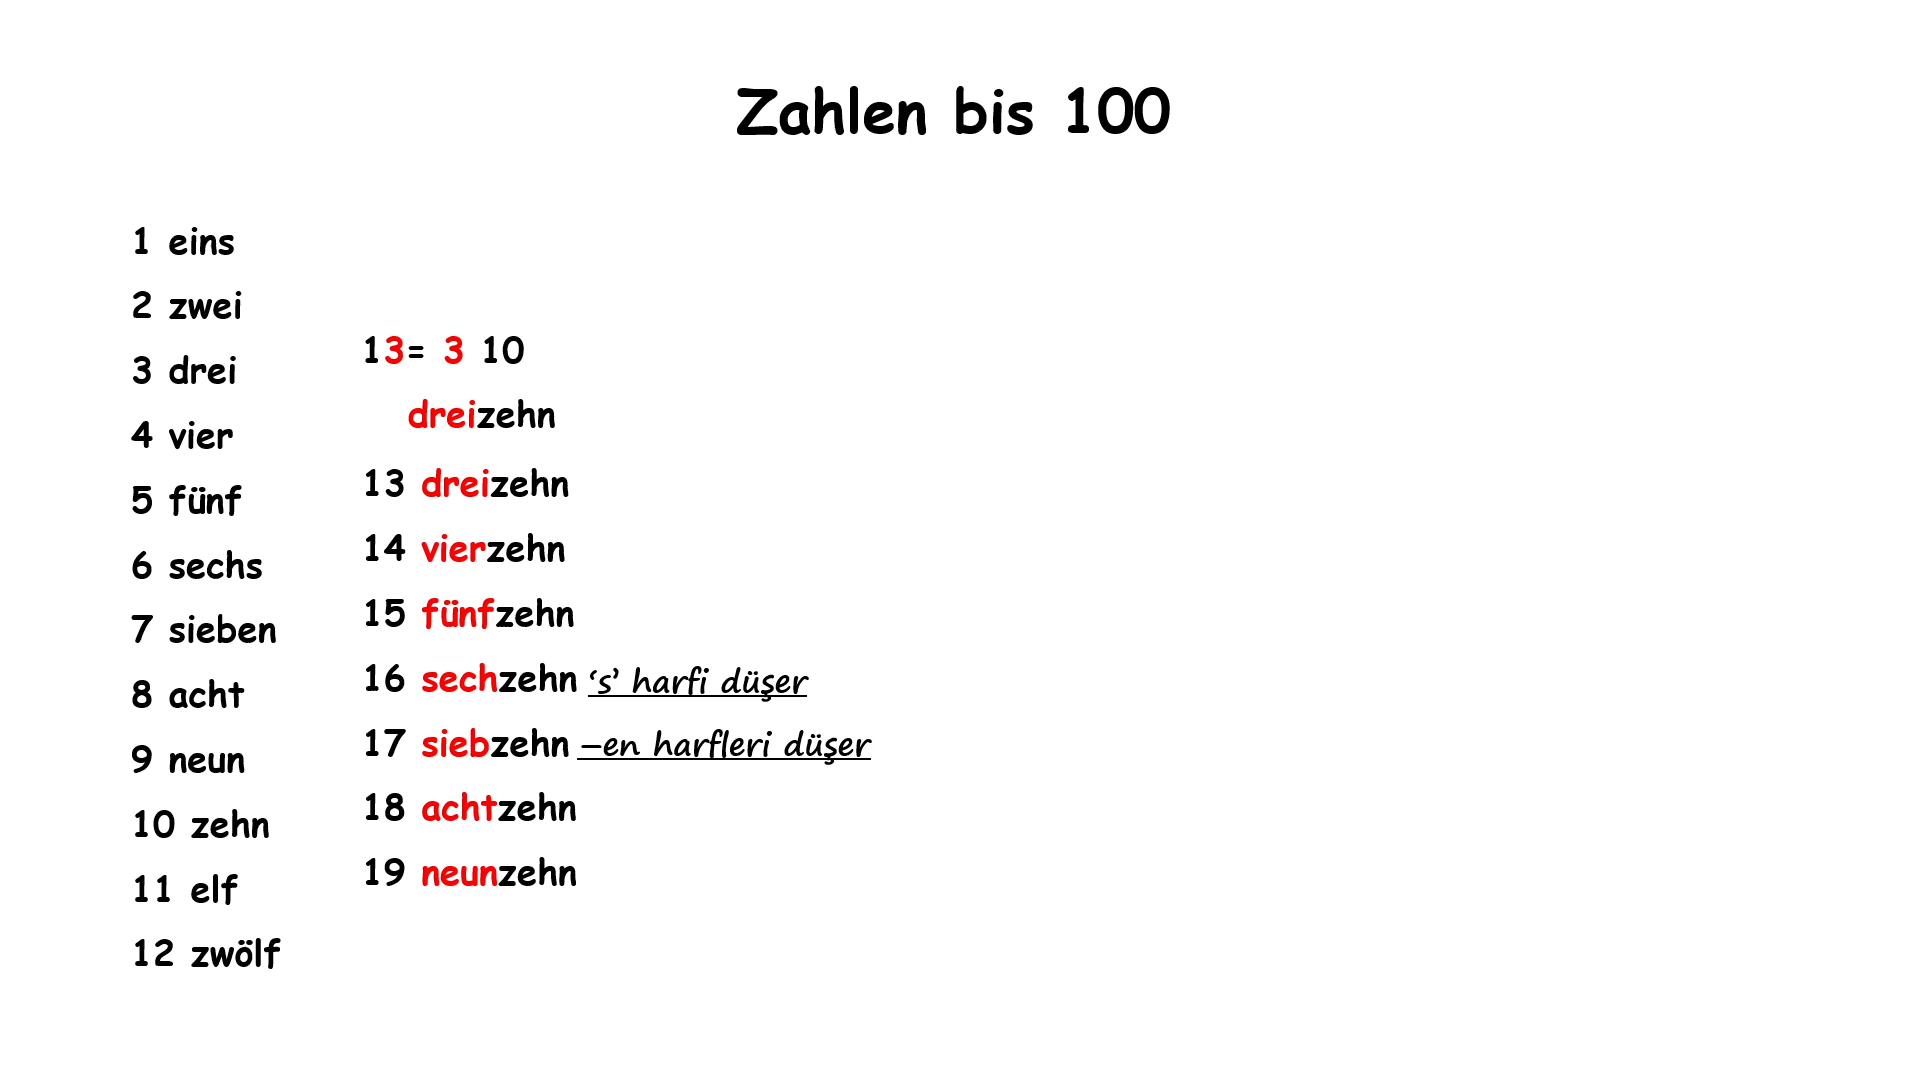 Zahlen bis 100
1 eins
2 zwei
3 drei
4 vier
5 fünf
6 sechs
7 sieben
8 acht
9 neun
10 zehn
11 elf
12 zwölf
13= 3 10
dreizehn
13 dreizehn
14 vierzehn
15 fünfzehn
16 sechzehn ‘s’ harfi düşer
17 siebzehn –en harfleri düşer
18 achtzehn
19 neunzehn